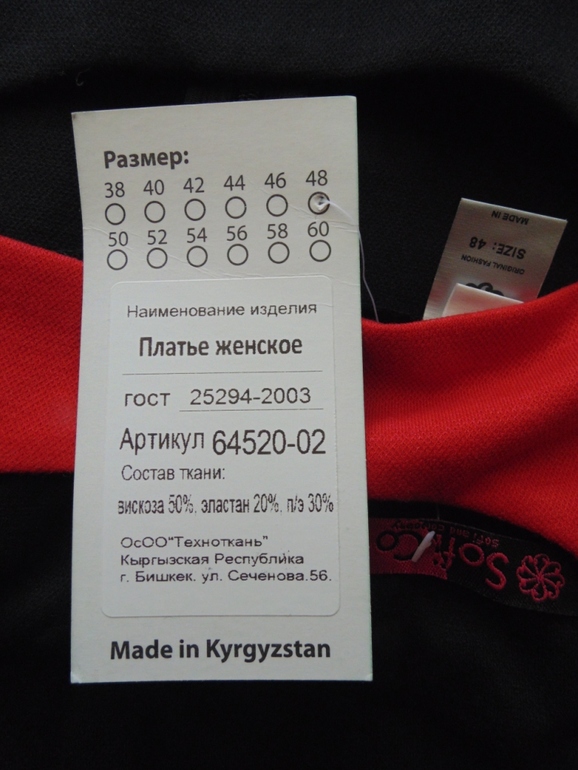 Размер:
38 40 42 44 46 48
50 52 54 56 58 60
Наименование изделия
Платье женское
ГОСТ 25294-2003
Артикул 64520-02
Состав ткани:
вискоза 50%, эластан 20%, п/э 30%
ОсОО"Техноткань"
Кыргызская Республика
г. Бишкек. ул. Сеченова.56.
Made in Kyrgyzstan
MADE IN
SIZE: 48
ORIGINAL FASHION
Sofi Co